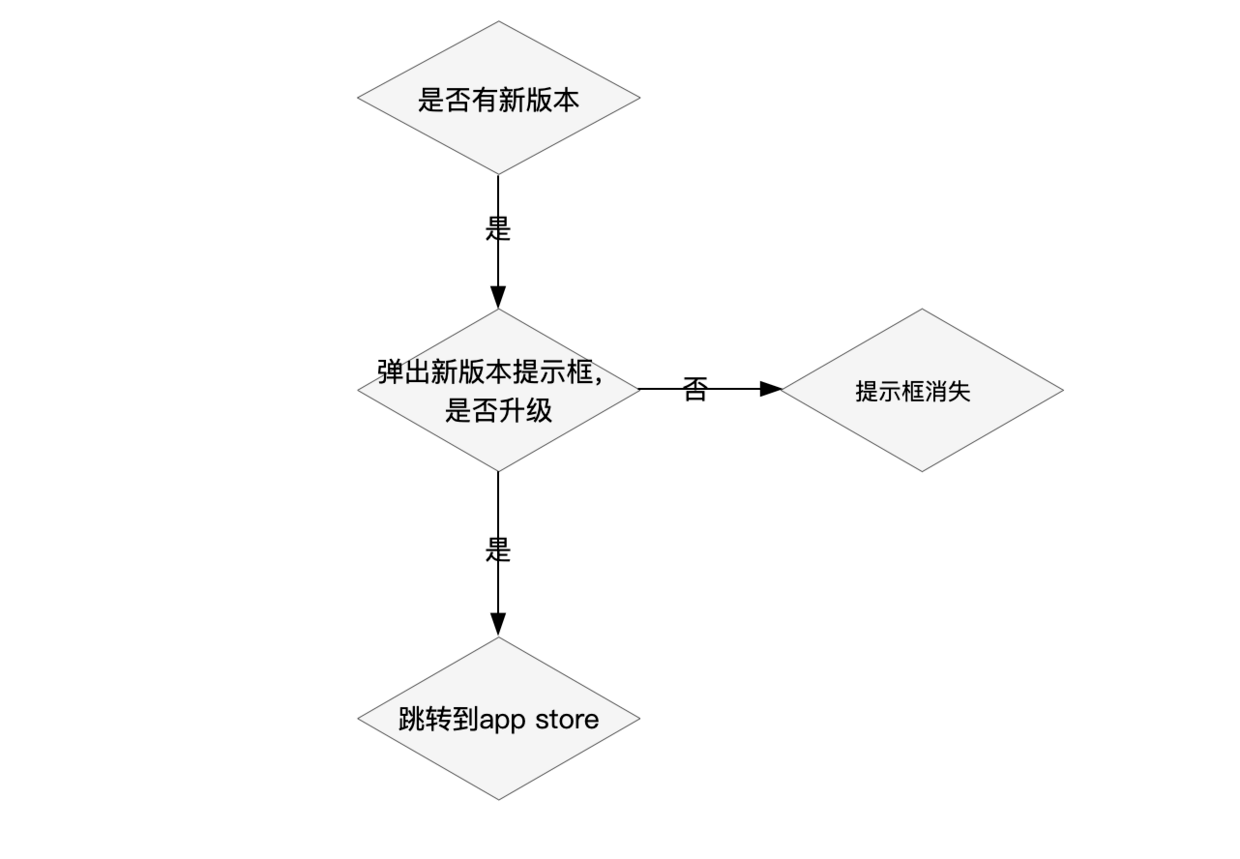 是否有新版本
是
弹出新版本提示框，
是否升级
否
提示框消失
是
跳转到app store